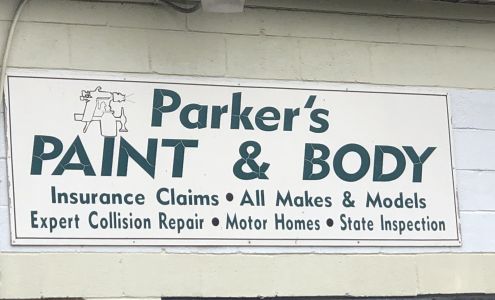 Parker's
PAINT & BODY
Insurance Claims • All Makes & Models
Expert Collision Repair • Motor Homes • State Inspection